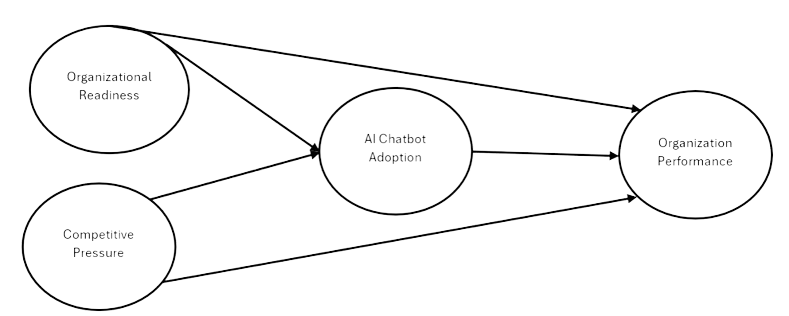 Organizational
Readiness
AI Chatbot
Adoption
Organization
Performance
Competitive
Pressure